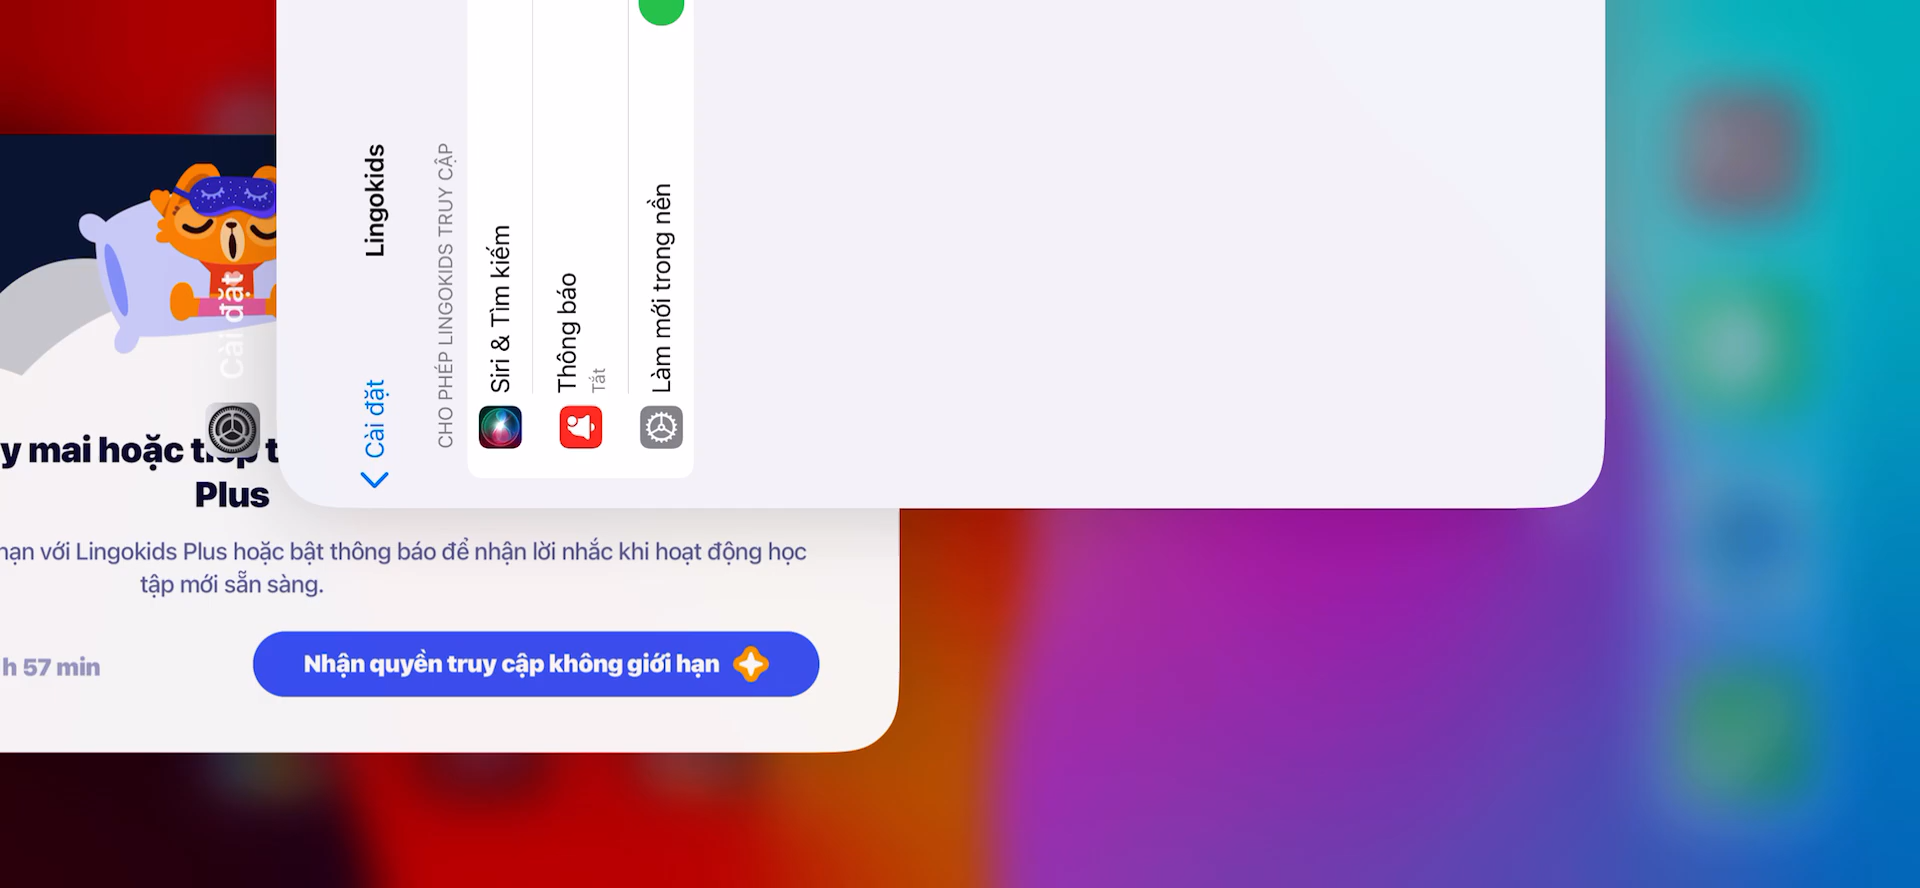 Cài đặt
Lingokids
CHO PHÉP LINGOKIDS TRUY CẬP
Siri & Tìm kiếm
Thông báo
Tắt
Làm mới trong nền
Cài đặt
y mai hoặc tiếp t
Plus
hạn với Lingokids Plus hoặc bật thông báo để nhận lời nhắc khi hoạt động học
tập mới sẵn sàng.
h 57 min
Nhận quyền truy cập không giới hạn